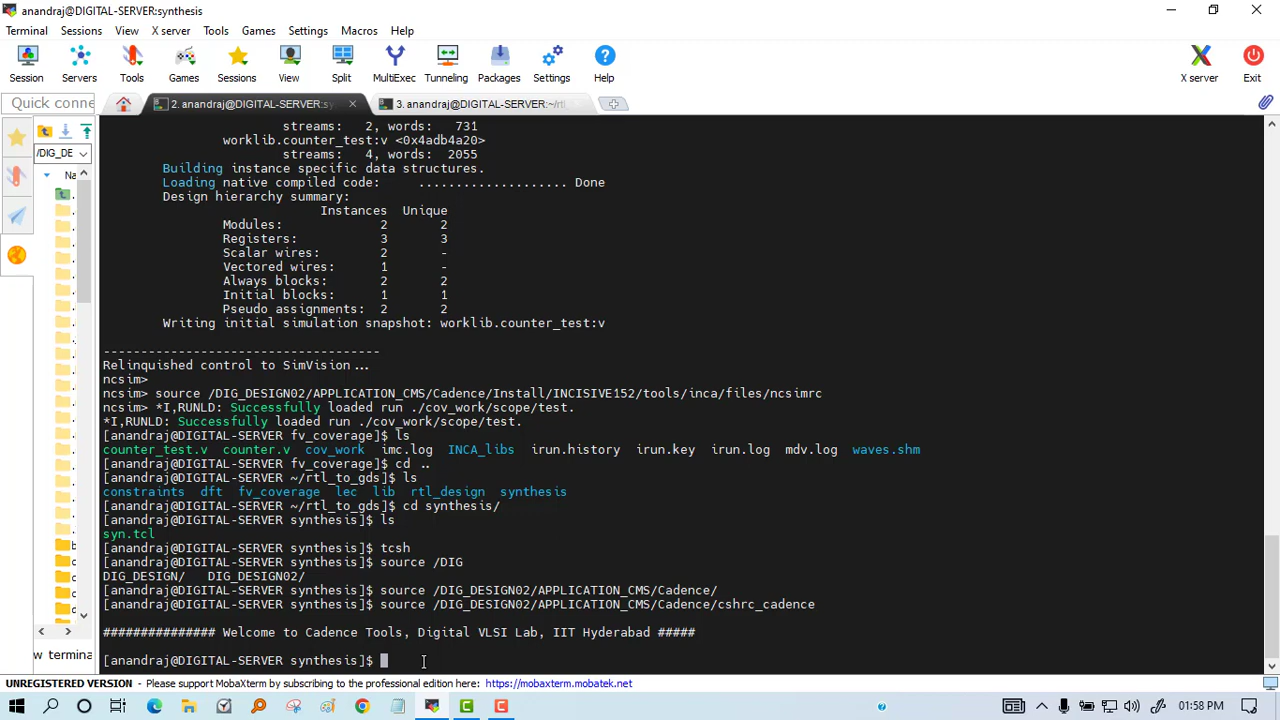 anandraj@DIGITAL-SERVER:synthesis
Terminal Sessions View X server Tools Games Settings Macros Help
Session Servers Tools Games Sessions View Split MultiExec Tunneling Packages Settings Help X server Exit
Quick conne 2. anandraj@DIGITAL-SERVER:sy 3. anandraj@DIGITAL-SERVER:~/rtl
/DIG_DE
Na
w termina
streams: 2, words: 731
worklib.counter_test:v <0x4adb4a20>
streams: 4, words: 2055
Building instance specific data structures.
Loading native compiled code: .................... Done
Design hierarchy summary:
Instances Unique
Modules: 2 2
Registers: 3 3
Scalar wires: 2 -
Vectored wires: 1 -
Always blocks: 2 2
Initial blocks: 1 1
Pseudo assignments: 2 2
Writing initial simulation snapshot: worklib.counter_test:v
-------------------------------------
Relinquished control to SimVision...
ncsim>
ncsim> source /DIG_DESIGN02/APPLICATION_CMS/Cadence/Install/INCISIVE152/tools/inca/files/ncsimrc
ncsim> *I,RUNLD: Successfully loaded run ./cov_work/scope/test.
*I,RUNLD: Successfully loaded run ./cov_work/scope/test.
[anandraj@DIGITAL-SERVER fv_coverage]$ ls
counter_test.v counter.v cov_work imc.log INCA_libs irun.history irun.key irun.log mdv.log waves.shm
[anandraj@DIGITAL-SERVER fv_coverage]$ cd ..
[anandraj@DIGITAL-SERVER ~/rtl_to_gds]$ ls
constraints dft fv_coverage lec lib rtl_design synthesis
[anandraj@DIGITAL-SERVER ~/rtl_to_gds]$ cd synthesis/
[anandraj@DIGITAL-SERVER synthesis]$ ls
syn.tcl
[anandraj@DIGITAL-SERVER synthesis]$ tcsh
[anandraj@DIGITAL-SERVER synthesis]$ source /DIG
DIG_DESIGN/ DIG_DESIGN02/
[anandraj@DIGITAL-SERVER synthesis]$ source /DIG_DESIGN02/APPLICATION_CMS/Cadence/
[anandraj@DIGITAL-SERVER synthesis]$ source /DIG_DESIGN02/APPLICATION_CMS/Cadence/cshrc_cadence
############### Welcome to Cadence Tools, Digital VLSI Lab, IIT Hyderabad #####
[anandraj@DIGITAL-SERVER synthesis]$
UNREGISTERED VERSION - Please support MobaXterm by subscribing to the professional edition here: https://mobaxterm.mobatek.net
01:58 PM